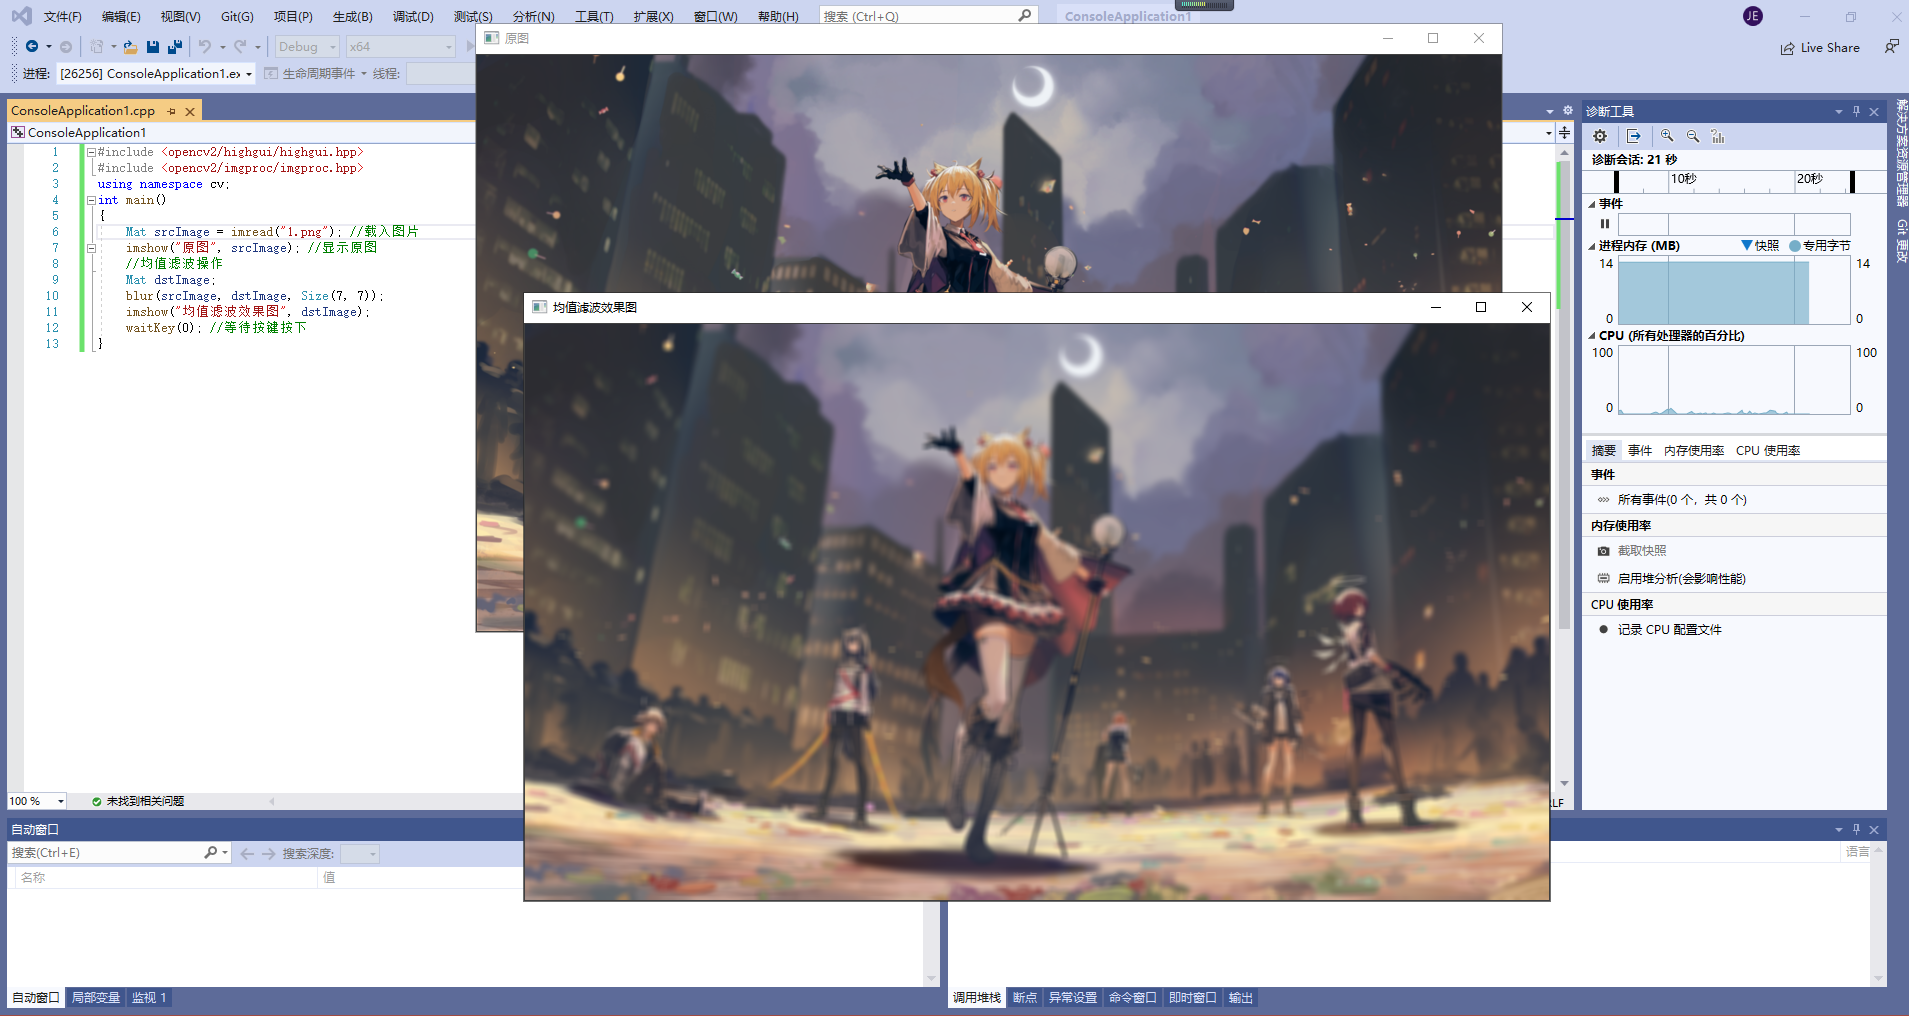 文件(F) 编辑(E) 视图(V) Git(G) 项目(P) 生成(B) 调试(D) 测试(S) 分析(N) 工具(T) 扩展(X) 窗口(W) 帮助(H) 搜索 (Ctrl+Q) ConsoleApplication1 JE
Debug x64
Live Share
进程: [26256] ConsoleApplication1.ex 生命周期事件 线程:
原图
ConsoleApplication1.cpp
ConsoleApplication1
1 #include <opencv2/highgui/highgui.hpp>
2 #include <opencv2/imgproc/imgproc.hpp>
3 using namespace cv;
4 int main()
5 {
6 Mat srcImage = imread("1.png"); //载入图片
7 imshow("原图", srcImage); //显示原图
8 //均值滤波操作
9 Mat dstImage;
10 blur(srcImage, dstImage, Size(7, 7));
11 imshow("均值滤波效果图", dstImage);
12 waitKey(0); //等待按键按下
13 }
均值滤波效果图
100 % 未找到相关问题
LF
诊断工具
诊断会话: 21 秒
10秒 20秒
事件
进程内存 (MB) 快照 专用字节
14 14
0 0
CPU (所有处理器的百分比)
100 100
0 0
摘要 事件 内存使用率 CPU 使用率
事件
所有事件(0 个，共 0 个)
内存使用率
截取快照
启用堆分析(会影响性能)
CPU 使用率
记录 CPU 配置文件
解决方案资源管理器
Git 更改
自动窗口
搜索(Ctrl+E) 搜索深度:
名称 值
语言
自动窗口 局部变量 监视 1
调用堆栈 断点 异常设置 命令窗口 即时窗口 输出